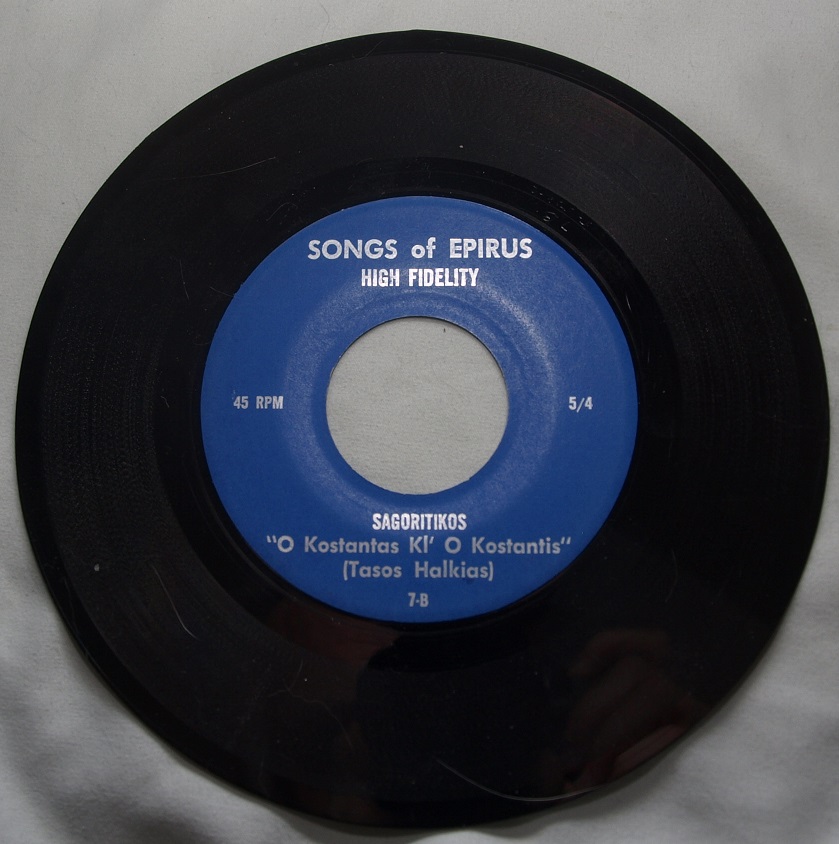 SONGS of EPIRUS
HIGH FIDELITY
45 RPM
5/4
SAGORITIKOS
"O Kostantas Kl' O Kostantis"
(Tasos Halkias)
7-B